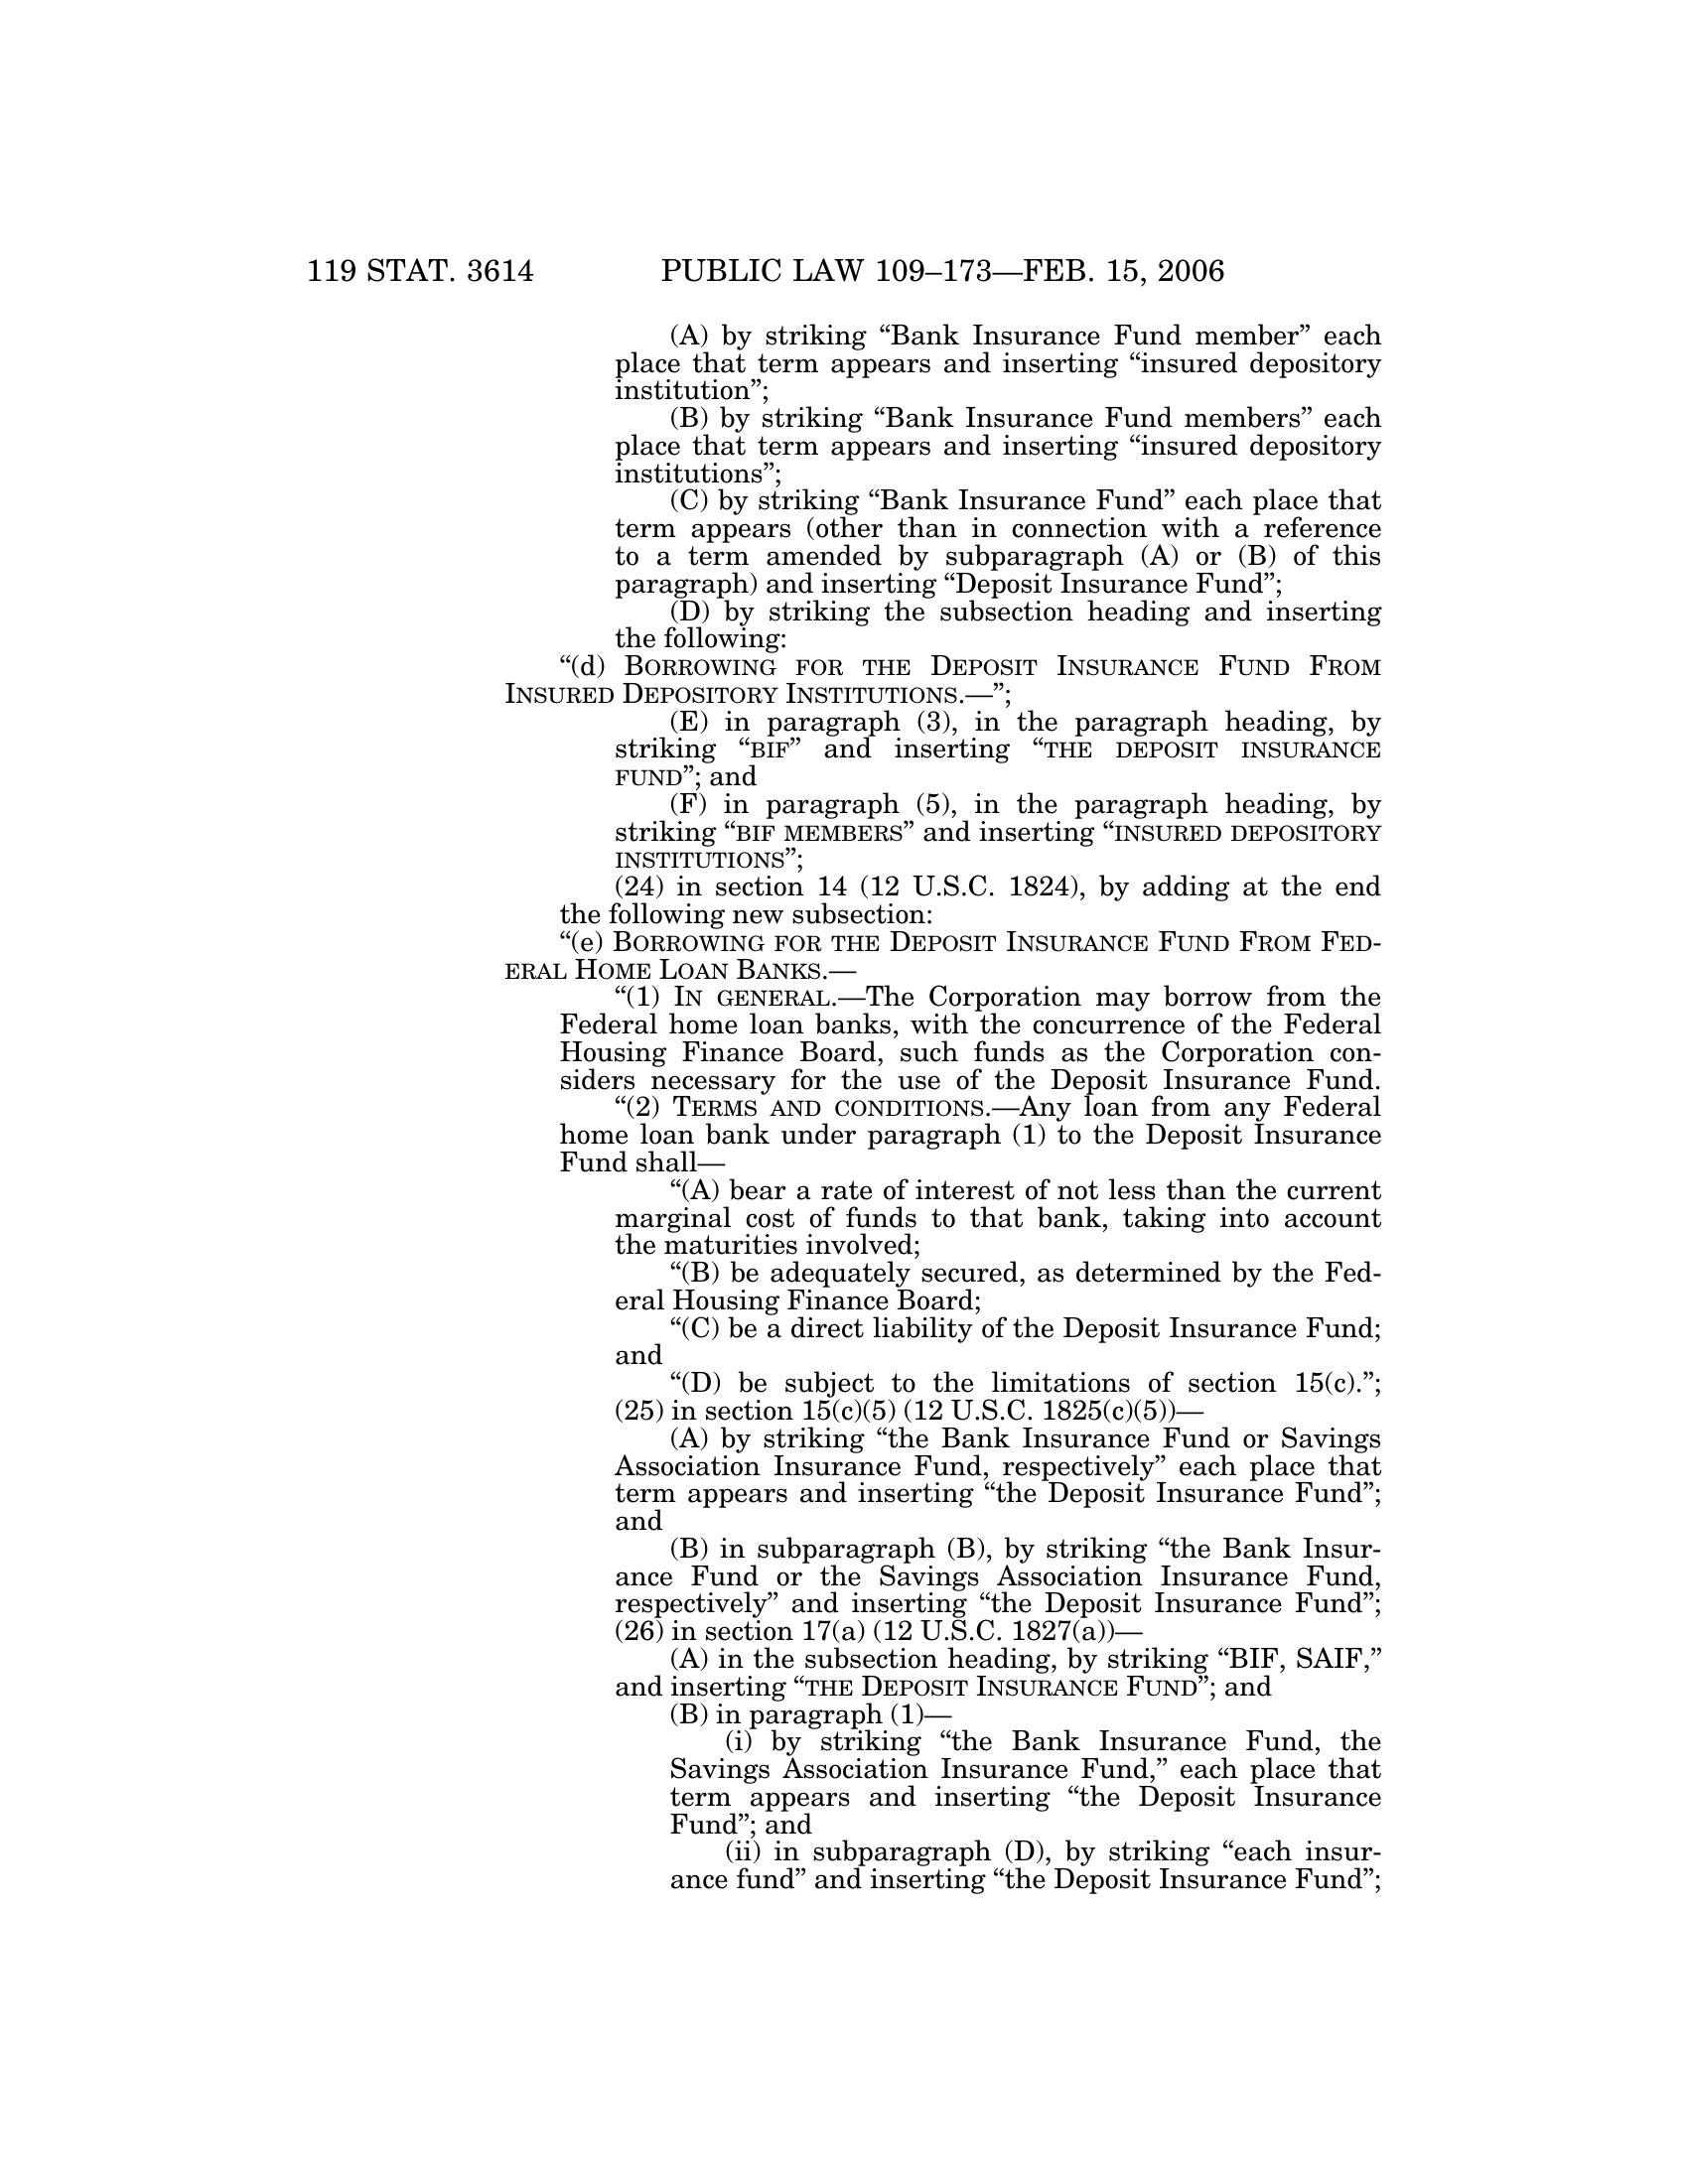 119 STAT. 3614 PUBLIC LAW 109–173—FEB. 15, 2006
(A) by striking “Bank Insurance Fund member” each
place that term appears and inserting “insured depository
institution”;
(B) by striking “Bank Insurance Fund members” each
place that term appears and inserting “insured depository
institutions”;
(C) by striking “Bank Insurance Fund” each place that
term appears (other than in connection with a reference
to a term amended by subparagraph (A) or (B) of this
paragraph) and inserting “Deposit Insurance Fund”;
(D) by striking the subsection heading and inserting
the following:
“(d) BORROWING FOR THE DEPOSIT INSURANCE FUND FROM
INSURED DEPOSITORY INSTITUTIONS.—”;
(E) in paragraph (3), in the paragraph heading, by
striking “BIF” and inserting “THE DEPOSIT INSURANCE
FUND”; and
(F) in paragraph (5), in the paragraph heading, by
striking “BIF MEMBERS” and inserting “INSURED DEPOSITORY
INSTITUTIONS”;
(24) in section 14 (12 U.S.C. 1824), by adding at the end
the following new subsection:
“(e) BORROWING FOR THE DEPOSIT INSURANCE FUND FROM FED-
ERAL HOME LOAN BANKS.—
“(1) IN GENERAL.—The Corporation may borrow from the
Federal home loan banks, with the concurrence of the Federal
Housing Finance Board, such funds as the Corporation con-
siders necessary for the use of the Deposit Insurance Fund.
“(2) TERMS AND CONDITIONS.—Any loan from any Federal
home loan bank under paragraph (1) to the Deposit Insurance
Fund shall—
“(A) bear a rate of interest of not less than the current
marginal cost of funds to that bank, taking into account
the maturities involved;
“(B) be adequately secured, as determined by the Fed-
eral Housing Finance Board;
“(C) be a direct liability of the Deposit Insurance Fund;
and
“(D) be subject to the limitations of section 15(c).”;
(25) in section 15(c)(5) (12 U.S.C. 1825(c)(5))—
(A) by striking “the Bank Insurance Fund or Savings
Association Insurance Fund, respectively” each place that
term appears and inserting “the Deposit Insurance Fund”;
and
(B) in subparagraph (B), by striking “the Bank Insur-
ance Fund or the Savings Association Insurance Fund,
respectively” and inserting “the Deposit Insurance Fund”;
(26) in section 17(a) (12 U.S.C. 1827(a))—
(A) in the subsection heading, by striking “BIF, SAIF,”
and inserting “THE DEPOSIT INSURANCE FUND”; and
(B) in paragraph (1)—
(i) by striking “the Bank Insurance Fund, the
Savings Association Insurance Fund,” each place that
term appears and inserting “the Deposit Insurance
Fund”; and
(ii) in subparagraph (D), by striking “each insur-
ance fund” and inserting “the Deposit Insurance Fund”;